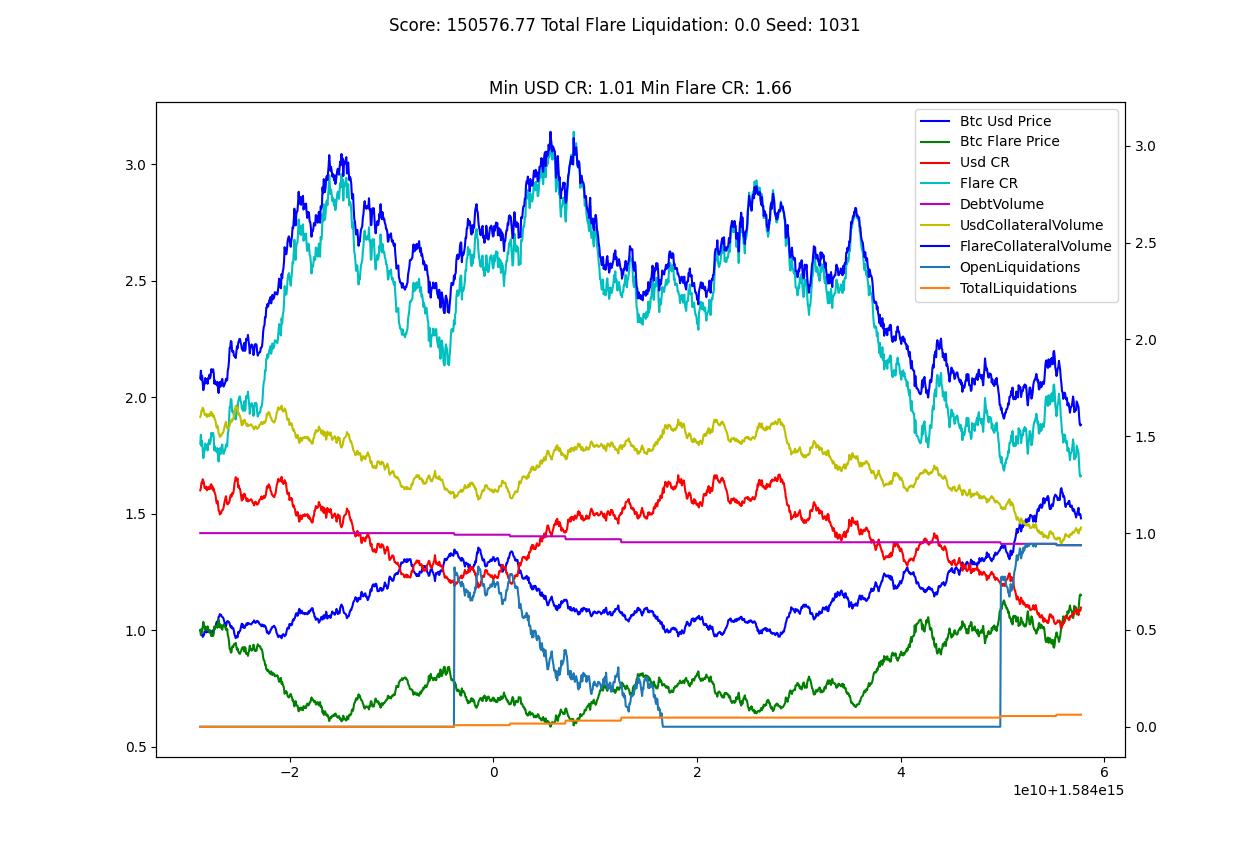 Score: 150576.77 Total Flare Liquidation: 0.0 Seed: 1031
Min USD CR: 1.01 Min Flare CR: 1.66
Btc Usd Price
Btc Flare Price
Usd CR
Flare CR
DebtVolume
UsdCollateralVolume
FlareCollateralVolume
OpenLiquidations
TotalLiquidations
3.0
2.5
2.0
1.5
1.0
0.5
3.0
2.5
2.0
1.5
1.0
0.5
0.0
−2 0 2 4 6
1e10+1.584e15